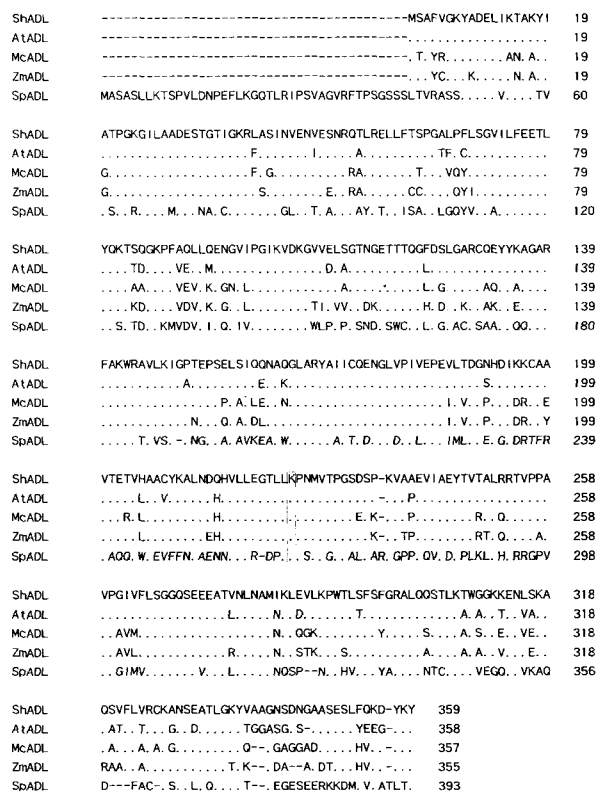 ShADL -----------------------------------------MSAFVGKYADELIKTAKYI 19
AtADL -----------------------------------------................... 19
McADL -----------------------------------------.T.YR.......AN.A.. 19
ZmADL -----------------------------------------...YC...K.....N.A. 19
SpADL MASASLLKTSPVLDNPEFLKGQTLRIPSVAGVRFTPSGSSSLTVRASS.....V....TV 60
ShADL ATPGKGILAADESTGTIGKRLASINVENVESNRQTLRELLFTSPGALPFLSGVILFEETL 79
AtADL .....................F.......I.....A..........TF.C.......... 79
McADL G....................F.G..........RA......T....VQY.......... 79
ZmADL G......................S........E..RA.....CC....QYI......... 79
SpADL .S..R....M...NA.C.......GL..T.A...AY.T..ISA..LGQYV..A....... 120
ShADL YQKTSQGKPFAQLLQENGVIPGIKVDKGVVELSGTNGETTTQGFDSLGARCQEYYKAGAR 139
AtADL ....TD....VE..M................D.A.........L................ 139
McADL ....AA....VEV.K.GN.L............A.........L.G.....AQ..A..... 139
ZmADL ....KD....VDV.K.G..L.........TI.VV..DK.....H.D..K...AK..E... 139
SpADL ..S.TD..KMVDV.I.Q.IV.........WLP.P.SND.SWC..L.G.AC.SAA..QQ... 180
ShADL FAKWRAVLKIGPTEPSELSIQQNAQGLARYAIICQENGLVPIVEPEVLTDGNHDIKKCAA 199
AtADL .............A.......E..K.........................S......... 199
McADL ................P.A.LE..N....................I.V..P...DR..E 199
ZmADL .............N...Q.A.DL......................I.V..P...DR..Y 199
SpADL .....T.VS.-.NG..A.AVKEA.W.......A.T.D...D..L...IML..E.G.DRTFR 239
ShADL VTETVHAACYKALNDQHVLLEGTLLKPNMVTPGSDSP-KVAAEVIAEYTVTALRRTVPPA 258
AtADL .....L..V......H.....................-....P................. 258
McADL ...R.L.........H....................E.K-...P.......R..Q..... 258
ZmADL .....L........EH......................K-.TP........RT.Q...A. 258
SpADL .AQQ.W.EVFFN.AENN...R-DP....S..G...AL.AR.GPP.QV.D.PLKL.H.RRGPV 298
ShADL VPGIVFLSGGQSEEEATVNLNAMIKLEVLKPWTLSFSFGRALQQSTLKTWGGKKENLSKA 318
AtADL ..................L....N..D......T............A.A..T..VA.... 318
McADL ..AVM.................N..QGK.......Y....S.....A.S..E..VE... 318
ZmADL ..AVL.............R....N..STK......S.......A....A.A..V..E.. 318
SpADL ..GIMV......V..L.....NQSP--N..HV...YA...NTC...VEGQ..VKAQ 356
ShADL QSVFLVRCKANSEATLGKYVAAGNSDNGAASESLFQKD-YKY 359
AtADL .AT..T...G..D......TGGASG.S-......YEEG-... 358
McADL .A...A.A.G..........Q--.GAGGAD....HV..-... 357
ZmADL RAA..A...........T.K--.DA--A.DT...HV..-... 355
SpADL D---FAC-.S..L.Q....T--.EGESEERKKDM.V.ATLT. 393